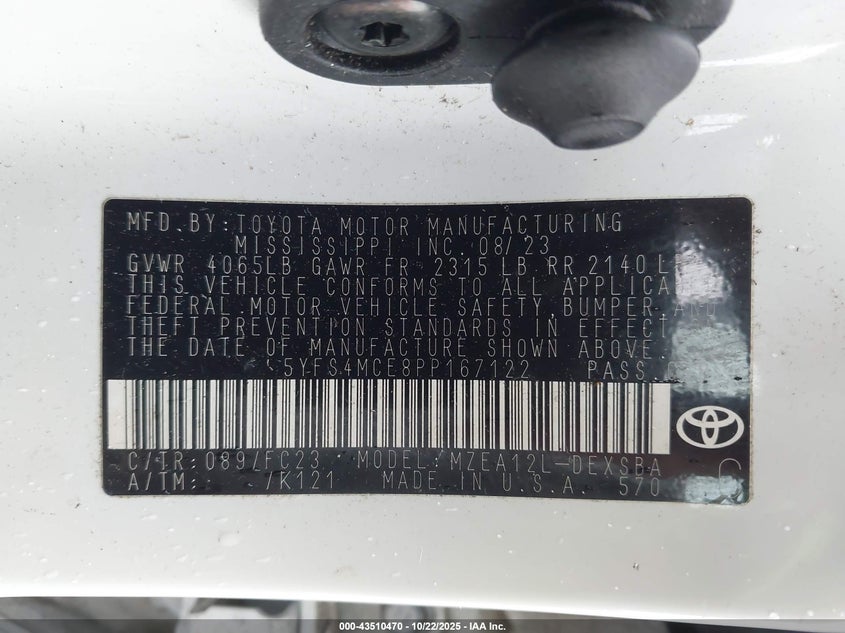 MFD. BY: TOYOTA MOTOR MANUFACTURING
MISSISSIPPI INC. 08/23
GVWR 4065LB GAWR FR 2315 LB RR 2140 L
THIS VEHICLE CONFORMS TO ALL APPLICA
FEDERAL MOTOR VEHICLE SAFETY, BUMPER, AND
THEFT PREVENTION STANDARDS IN EFFECT
THE DATE OF MANUFACTURE SHOWN ABOVE.
5YFS4MCE8PP167122 PASS.
C/TR: 089/FC23 MODEL/MZEA12L-DEXSBA
A/TM: /K121 MADE IN U.S.A. 570
000-43510470 - 10/22/2025 - IAA Inc.